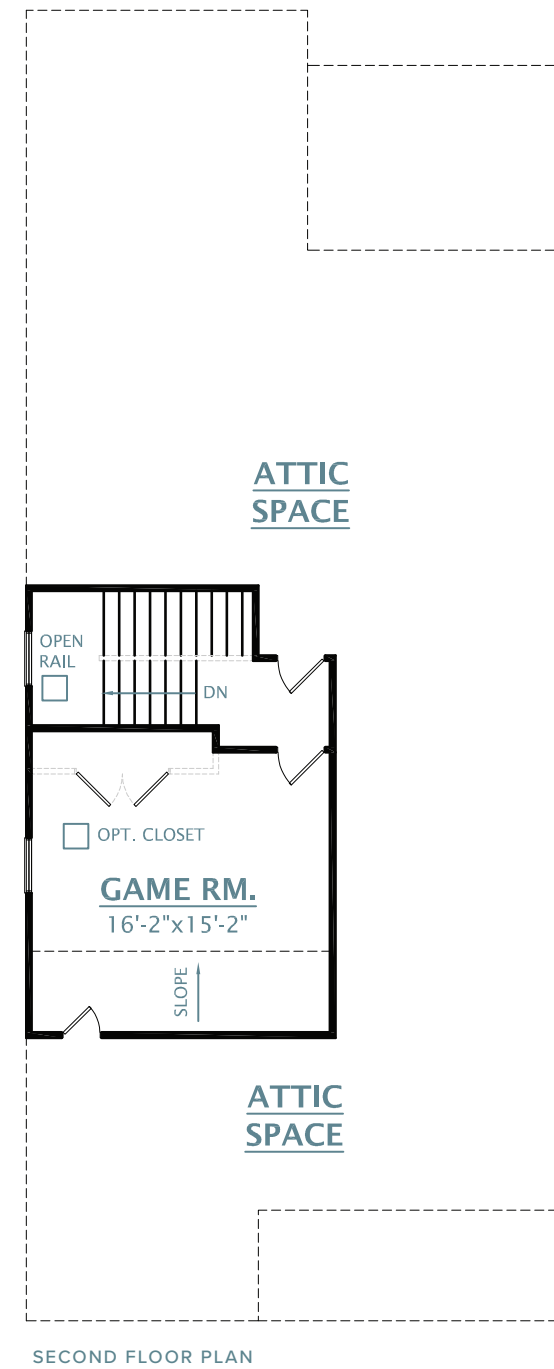 ATTIC
SPACE
OPEN
RAIL
DN
OPT. CLOSET
GAME RM.
16'-2"x15'-2"
SLOPE
ATTIC
SPACE
SECOND FLOOR PLAN